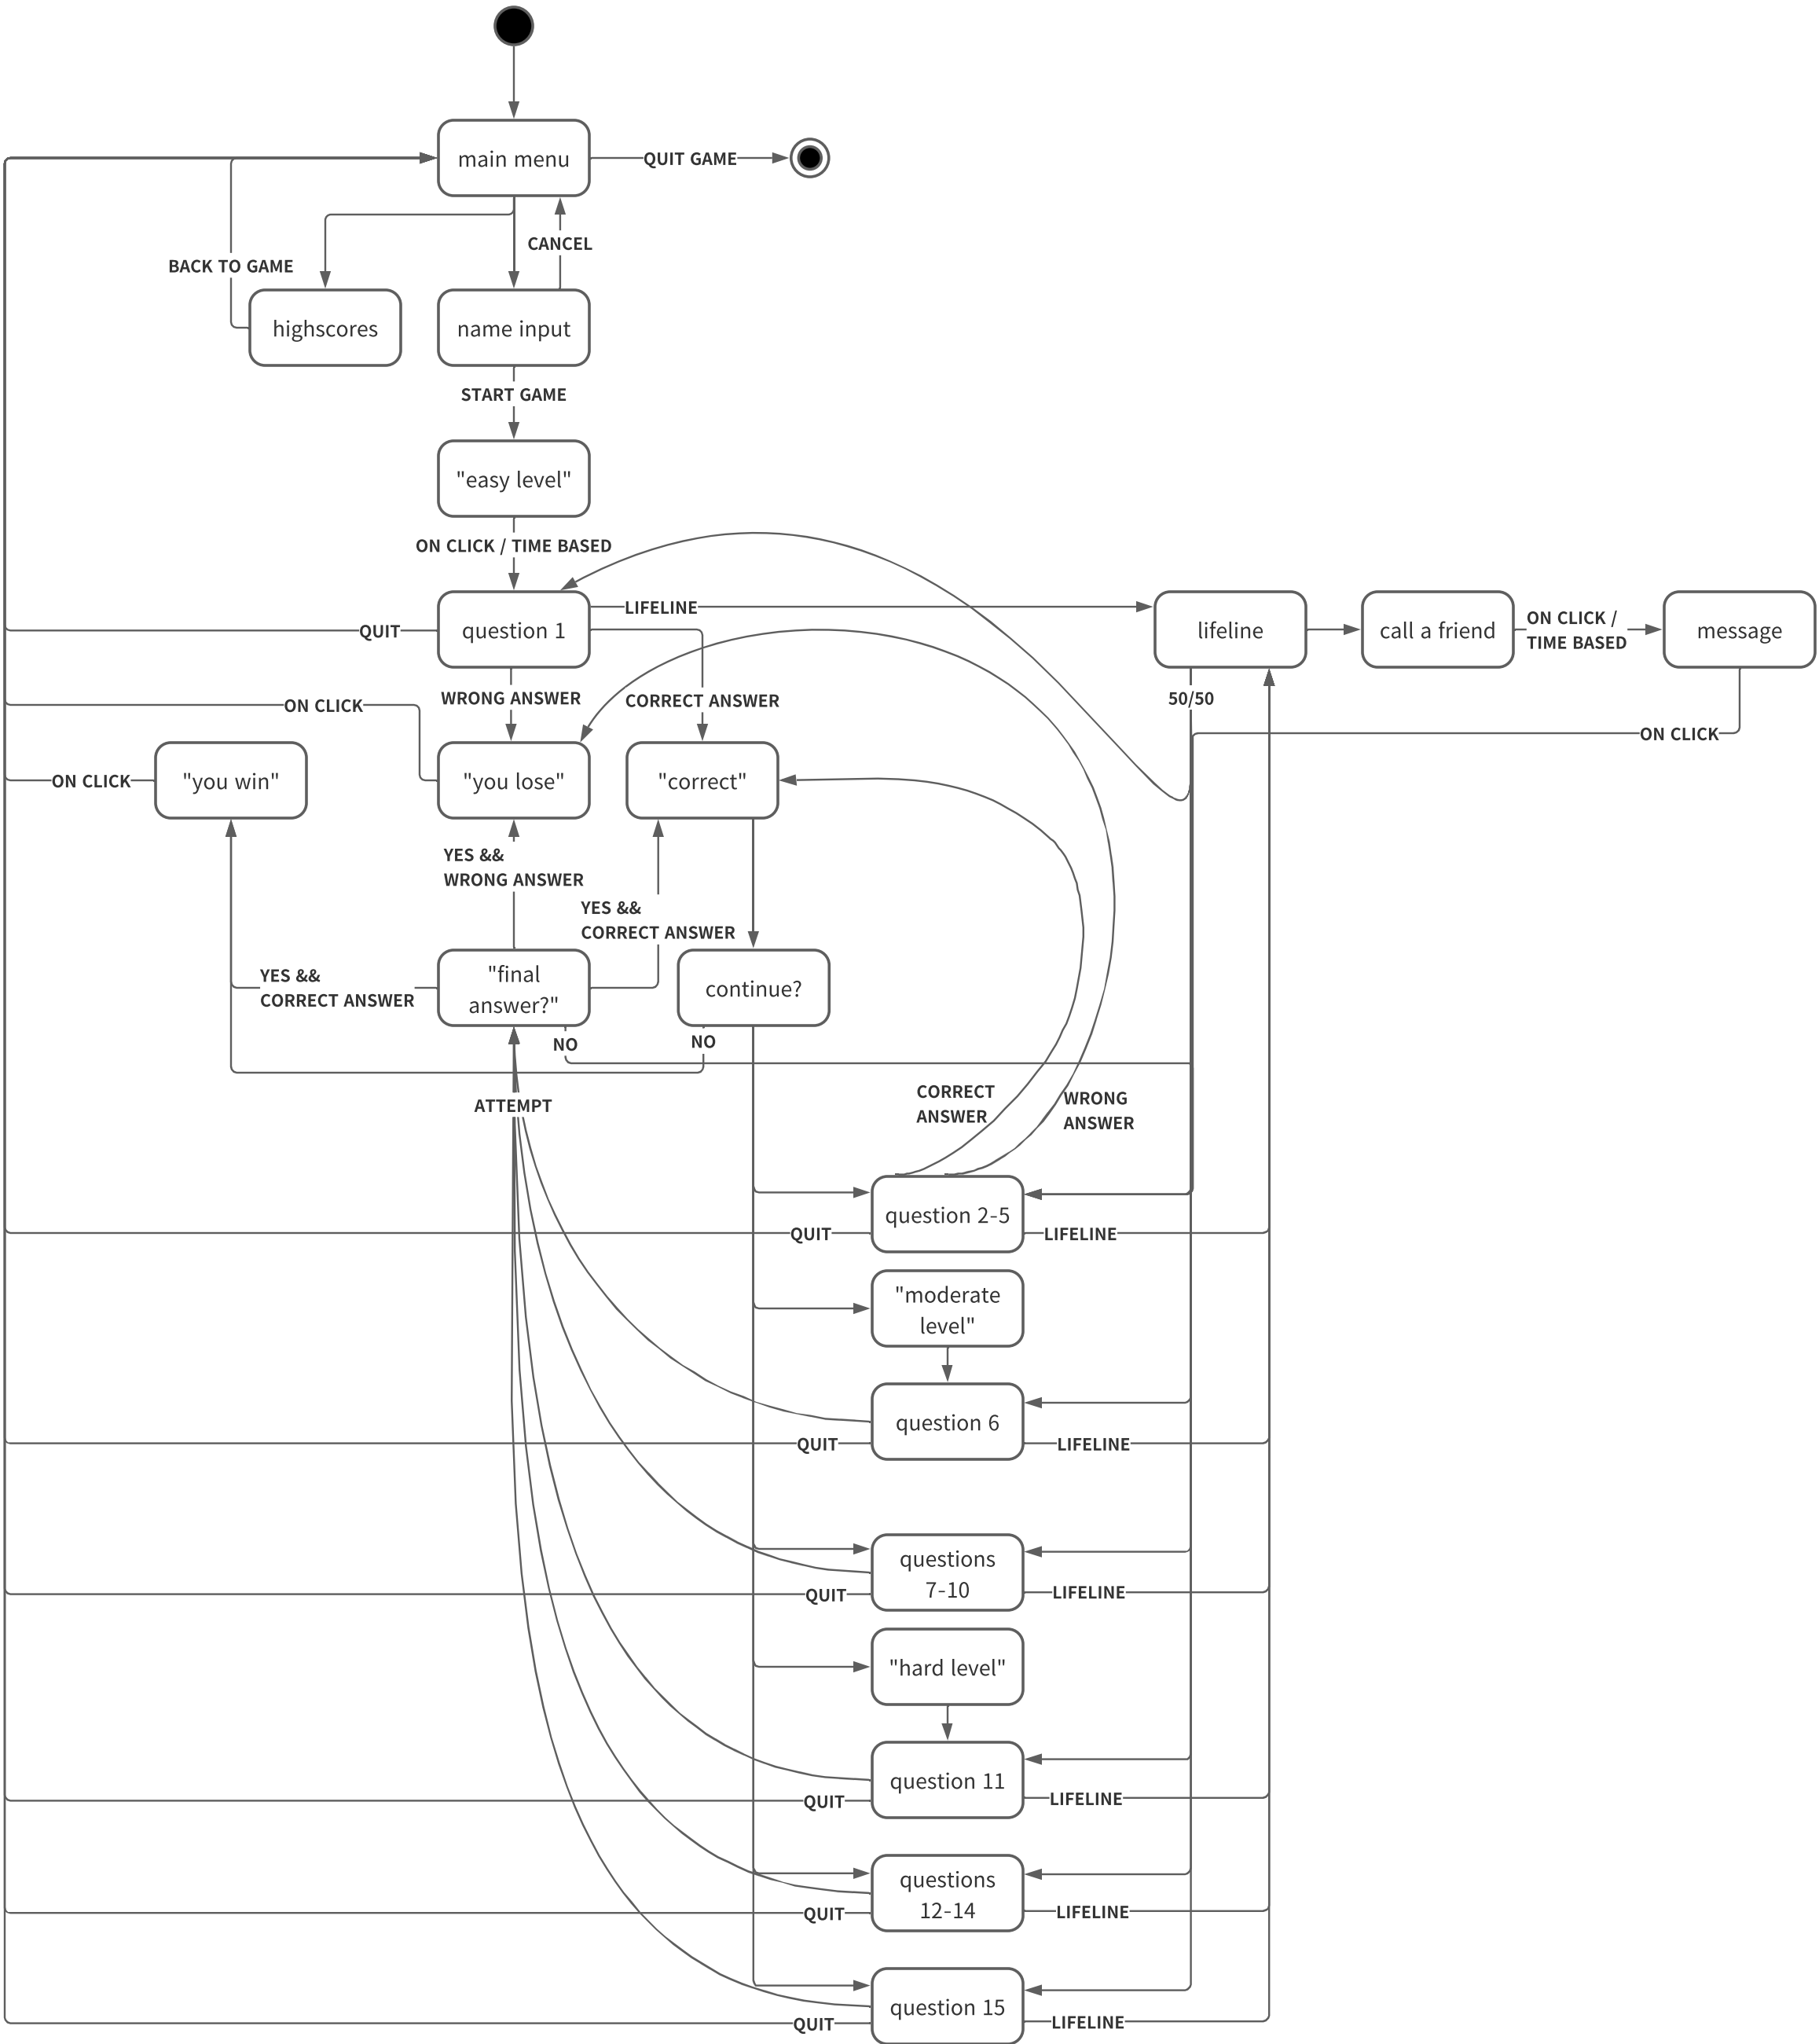 main menu
QUIT GAME
CANCEL
BACK TO GAME
highscores
name input
START GAME
"easy level"
ON CLICK / TIME BASED
question 1
LIFELINE
QUIT
lifeline
call a friend
ON CLICK /
TIME BASED
message
WRONG ANSWER
CORRECT ANSWER
50/50
ON CLICK
ON CLICK
ON CLICK
"you win"
"you lose"
"correct"
YES &&
WRONG ANSWER
YES &&
CORRECT ANSWER
YES &&
CORRECT ANSWER
"final
answer?"
continue?
NO
NO
ATTEMPT
CORRECT
ANSWER
WRONG
ANSWER
question 2-5
QUIT
LIFELINE
"moderate
level"
question 6
QUIT
LIFELINE
questions
7-10
QUIT
LIFELINE
"hard level"
question 11
QUIT
LIFELINE
questions
12-14
QUIT
LIFELINE
question 15
QUIT
LIFELINE